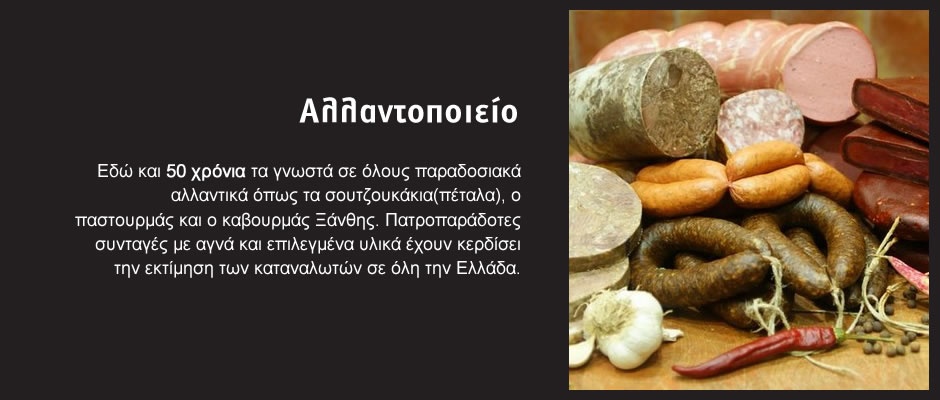 Αλλαντοποιείο
Εδώ και 50 χρόνια τα γνωστά σε όλους παραδοσιακά
αλλαντικά όπως τα σουτζουκάκια(πέταλα), ο
παστουρμάς και ο καβουρμάς Ξάνθης. Πατροπαράδοτες
συνταγές με αγνά και επιλεγμένα υλικά έχουν κερδίσει
την εκτίμηση των καταναλωτών σε όλη την Ελλάδα.